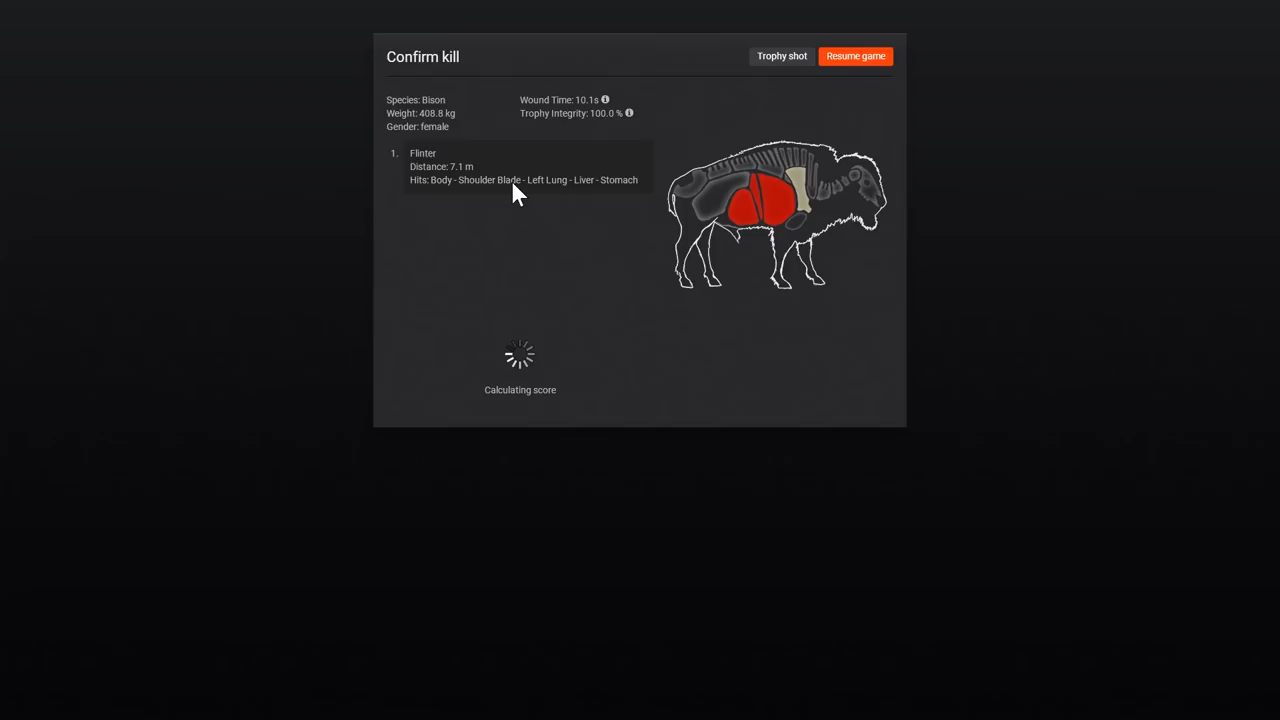 Confirm kill
Trophy shot
Resume game
Species: Bison
Weight: 408.8 kg
Gender: female
Wound Time: 10.1s
Trophy Integrity: 100.0 %
1. Flinter
Distance: 7.1 m
Hits: Body - Shoulder Blade - Left Lung - Liver - Stomach
Calculating score